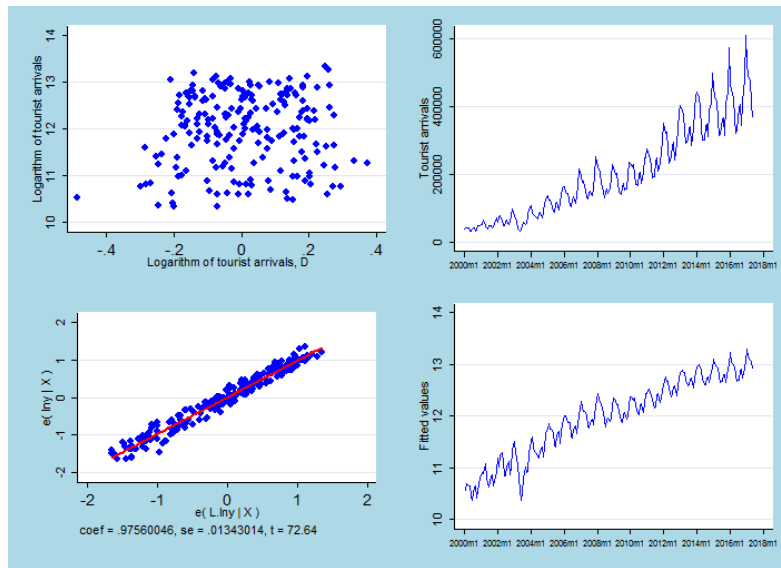 Logarithm of tourist arrivals
14
13
12
11
10
-.4 -.2 0 .2 .4
Logarithm of tourist arrivals, D
Tourist arrivals
600000
400000
200000
0
2000m1 2002m1 2004m1 2006m1 2008m1 2010m1 2012m1 2014m1 2016m1 2018m1
e( lny | X )
2
1
0
-1
-2
-2 -1 0 1 2
e( L.lny | X )
coef = .97560046, se = .01343014, t = 72.64
Fitted values
14
13
12
11
10
2000m1 2002m1 2004m1 2006m1 2008m1 2010m1 2012m1 2014m1 2016m1 2018m1